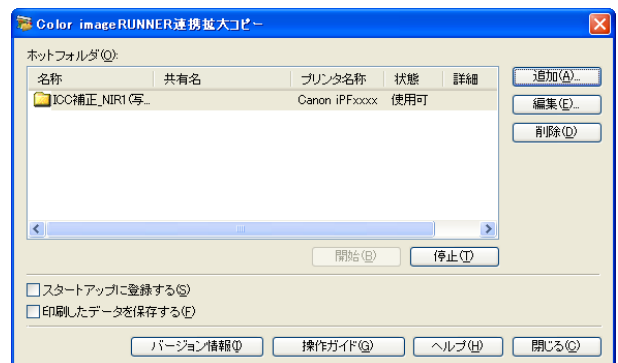 Color imageRUNNER連携拡大コピー
ホットフォルダ(O):
名称 共有名 プリンタ名称 状態 詳細
ICC補正_NIR1(写... Canon iPFxxxx 使用可
追加(A)...
編集(E)...
削除(D)
開始(B) 停止(T)
スタートアップに登録する(S)
印刷したデータを保存する(F)
バージョン情報(I) 操作ガイド(G) ヘルプ(H) 閉じる(C)